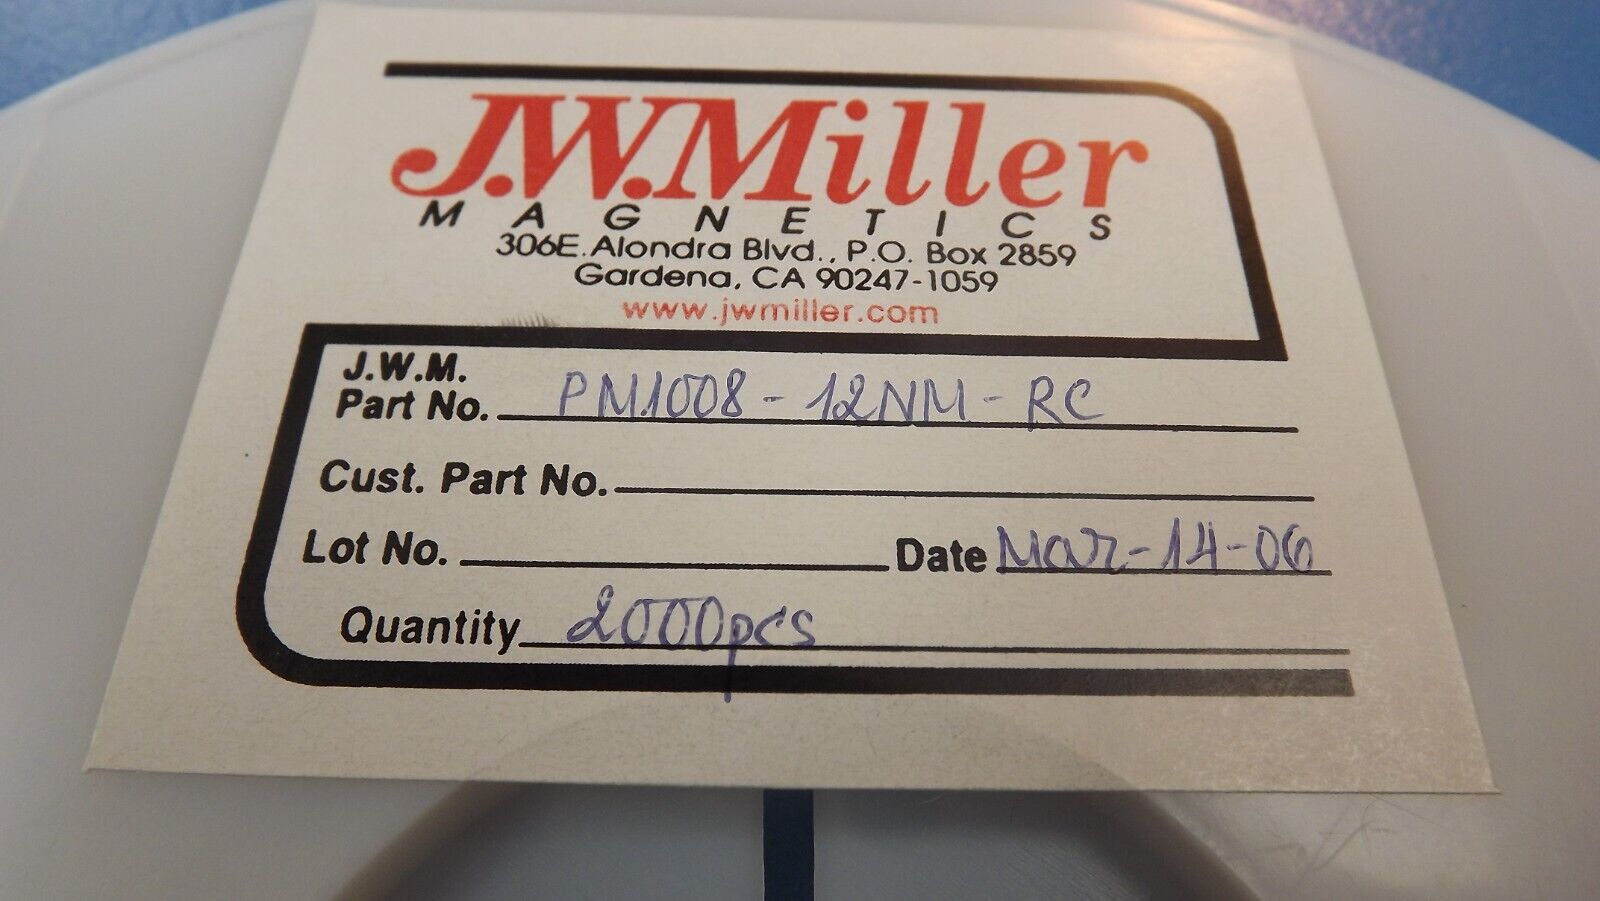 J.W.Miller
MAGNETICS
306E.Alondra Blvd., P.O. Box 2859
Gardena, CA 90247-1059
www.jwmiller.com
J.W.M.
Part No. PM1008-12NM-RC
Cust. Part No.
Lot No. Date Mar-14-06
Quantity 2000pcs